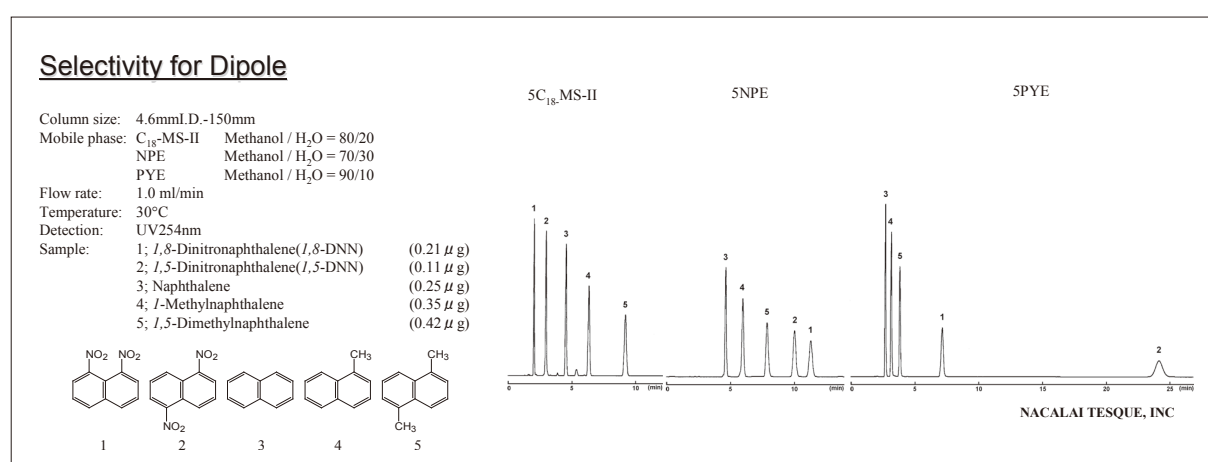 Selectivity for Dipole
Column size: 4.6mmI.D.-150mm
Mobile phase: C18-MS-II Methanol / H2O = 80/20
NPE Methanol / H2O = 70/30
PYE Methanol / H2O = 90/10
Flow rate: 1.0 ml/min
Temperature: 30°C
Detection: UV254nm
Sample: 1; 1,8-Dinitronaphthalene(1,8-DNN) (0.21 μ g)
2; 1,5-Dinitronaphthalene(1,5-DNN) (0.11 μ g)
3; Naphthalene (0.25 μ g)
4; 1-Methylnaphthalene (0.35 μ g)
5; 1,5-Dimethylnaphthalene (0.42 μ g)
NO2 NO2 NO2 CH3 CH3
NO2 CH3
1 2 3 4 5
5C18-MS-II 5NPE 5PYE
1 2 3 4 5
0 5 10 (min)
3 4 5 2 1
5 10 (min)
3 4 5 1 2
0 5 10 15 20 25 (min)
NACALAI TESQUE, INC